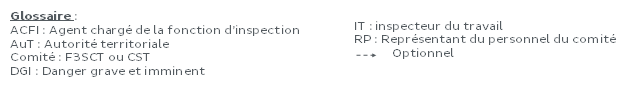 Glossaire :
ACFI : Agent chargé de la fonction d'inspection
AuT : Autorité territoriale
Comité : F3SCT ou CST
DGI : Danger grave et imminent
IT : inspecteur du travail
RP : Représentant du personnel du comité
Optionnel